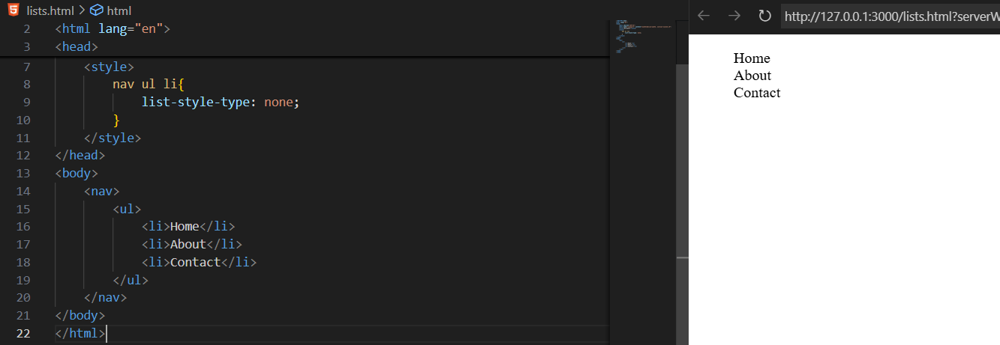 lists.html > html
http://127.0.0.1:3000/lists.html?serverW
2 <html lang="en">
3 <head>
7 <style>
8 nav ul li{
9 list-style-type: none;
10 }
11 </style>
12 </head>
13 <body>
14 <nav>
15 <ul>
16 <li>Home</li>
17 <li>About</li>
18 <li>Contact</li>
19 </ul>
20 </nav>
21 </body>
22 </html>
Home
About
Contact